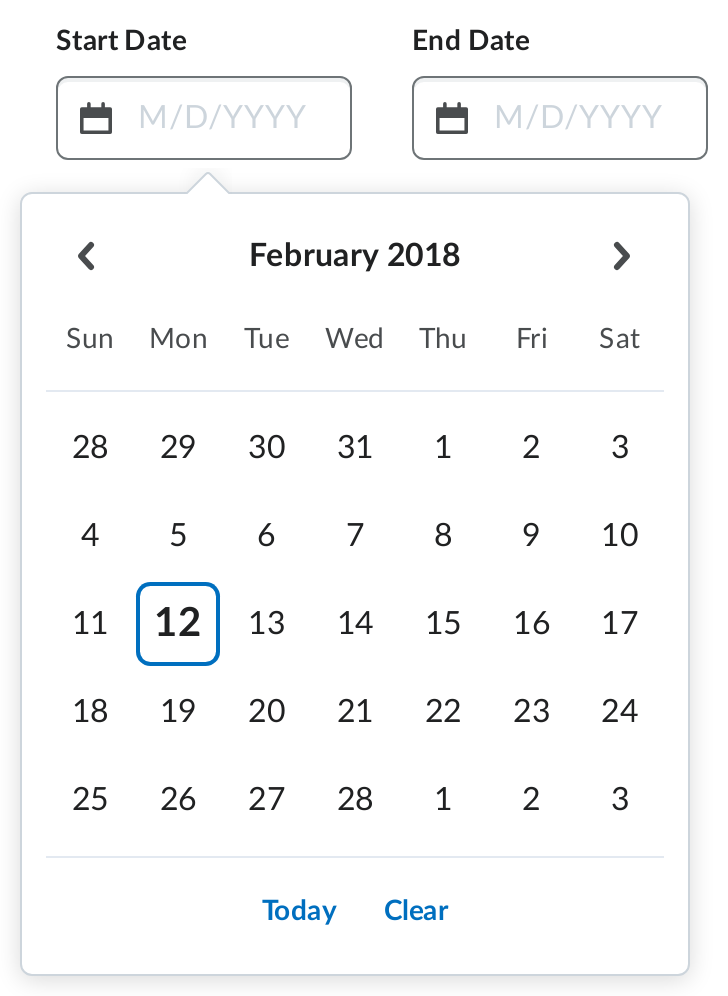 Start Date End Date
M/D/YYYY M/D/YYYY
February 2018
Sun Mon Tue Wed Thu Fri Sat
28 29 30 31 1 2 3
4 5 6 7 8 9 10
11 12 13 14 15 16 17
18 19 20 21 22 23 24
25 26 27 28 1 2 3
Today Clear